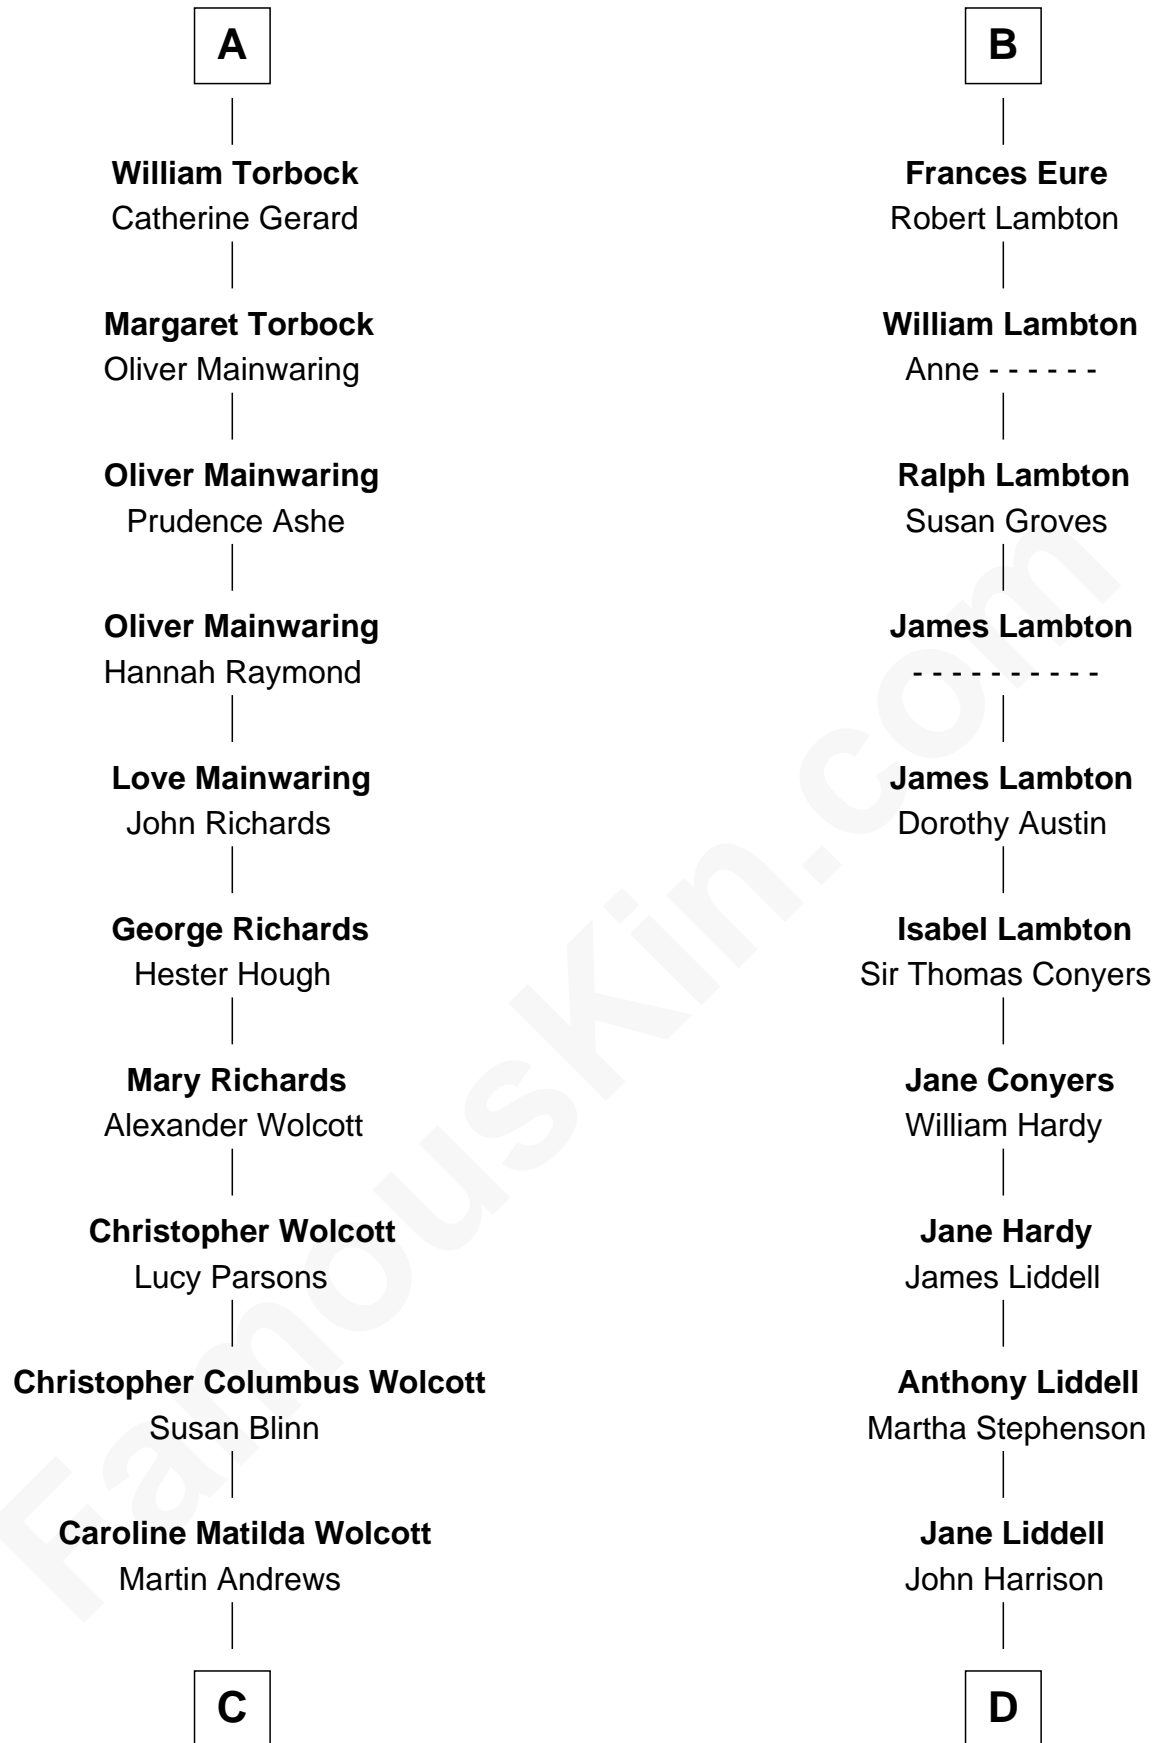 A
William Torbock
Catherine Gerard
Margaret Torbock
Oliver Mainwaring
Oliver Mainwaring
Prudence Ashe
Oliver Mainwaring
Hannah Raymond
Love Mainwaring
John Richards
George Richards
Hester Hough
Mary Richards
Alexander Wolcott
Christopher Wolcott
Lucy Parsons
Christopher Columbus Wolcott
Susan Blinn
Caroline Matilda Wolcott
Martin Andrews
C
B
Frances Eure
Robert Lambton
William Lambton
Anne - - - - - -
Ralph Lambton
Susan Groves
James Lambton
- - - - - - - - - -
James Lambton
Dorothy Austin
Isabel Lambton
Sir Thomas Conyers
Jane Conyers
William Hardy
Jane Hardy
James Liddell
Anthony Liddell
Martha Stephenson
Jane Liddell
John Harrison
D
FamousKin.com